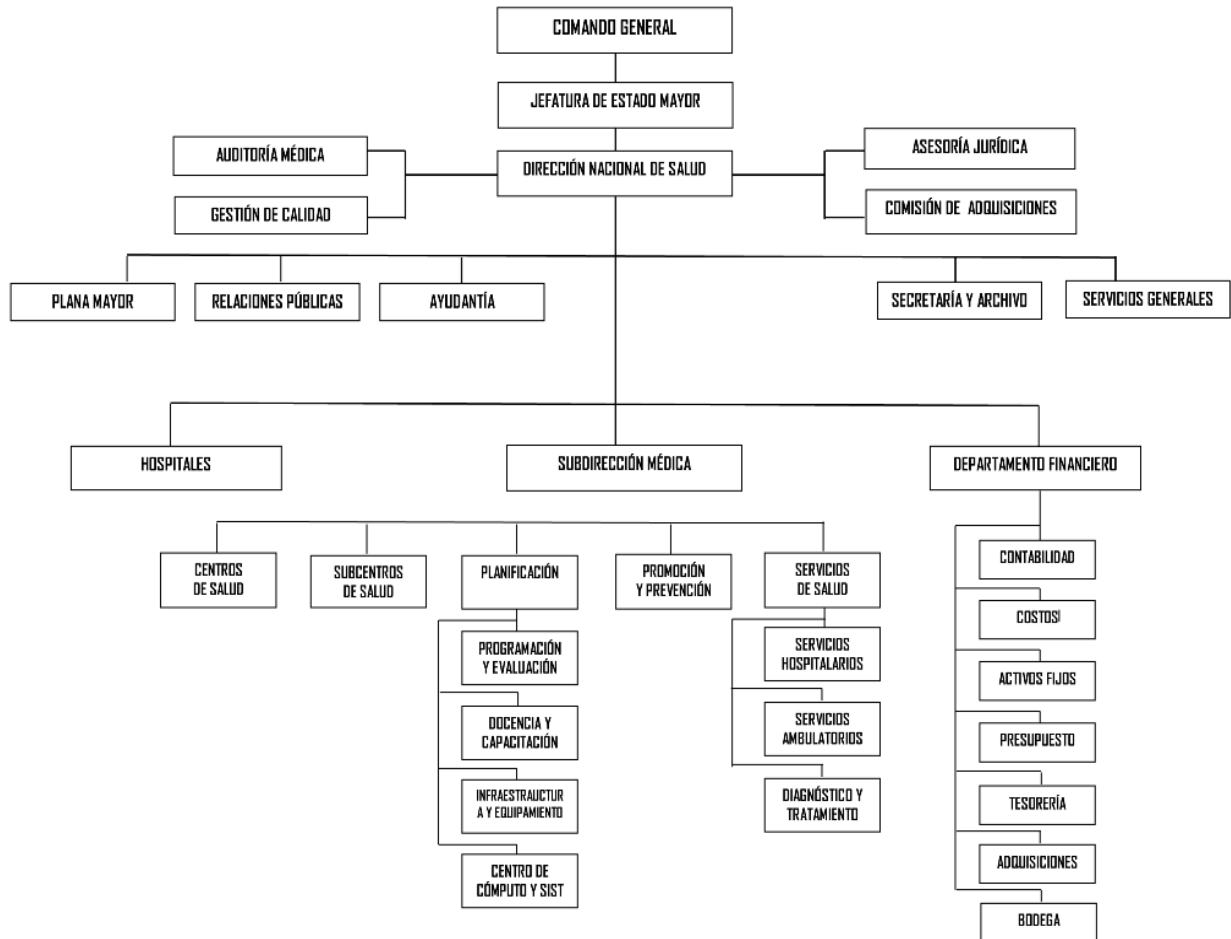 COMANDO GENERAL
JEFATURA DE ESTADO MAYOR
AUDITORÍA MÉDICA
DIRECCIÓN NACIONAL DE SALUD
ASESORÍA JURÍDICA
GESTIÓN DE CALIDAD
COMISIÓN DE ADQUISICIONES
PLANA MAYOR
RELACIONES PÚBLICAS
AYUDANTÍA
SECRETARÍA Y ARCHIVO
SERVICIOS GENERALES
HOSPITALES
SUBDIRECCIÓN MÉDICA
DEPARTAMENTO FINANCIERO
CENTROS
DE SALUD
SUBCENTROS
DE SALUD
PLANIFICACIÓN
PROMOCIÓN
Y PREVENCIÓN
SERVICIOS
DE SALUD
PROGRAMACIÓN
Y EVALUACIÓN
DOCENCIA Y
CAPACITACIÓN
INFRAESTRAUCTUR
A Y EQUIPAMIENTO
CENTRO DE
CÓMPUTO Y SIST
SERVICIOS
HOSPITALARIOS
SERVICIOS
AMBULATORIOS
DIAGNÓSTICO Y
TRATAMIENTO
CONTABILIDAD
COSTOS
ACTIVOS FIJOS
PRESUPUESTO
TESORERÍA
ADQUISICIONES
BODEGA